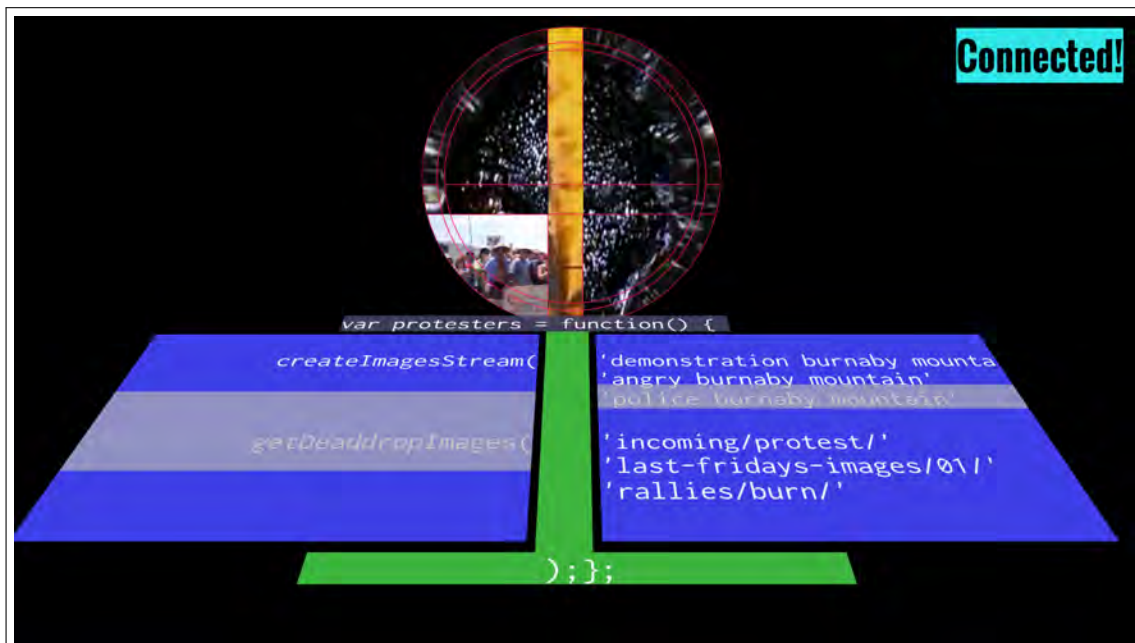 Connected!
var protesters = function() {
createImagesStream(
'demonstration burnaby mounta
'angry burnaby mountain'
'police burnaby mountain'
getDeaddropImages(
'incoming/protest/'
'last-fridays-images/01/'
'rallies/burn/'
);};